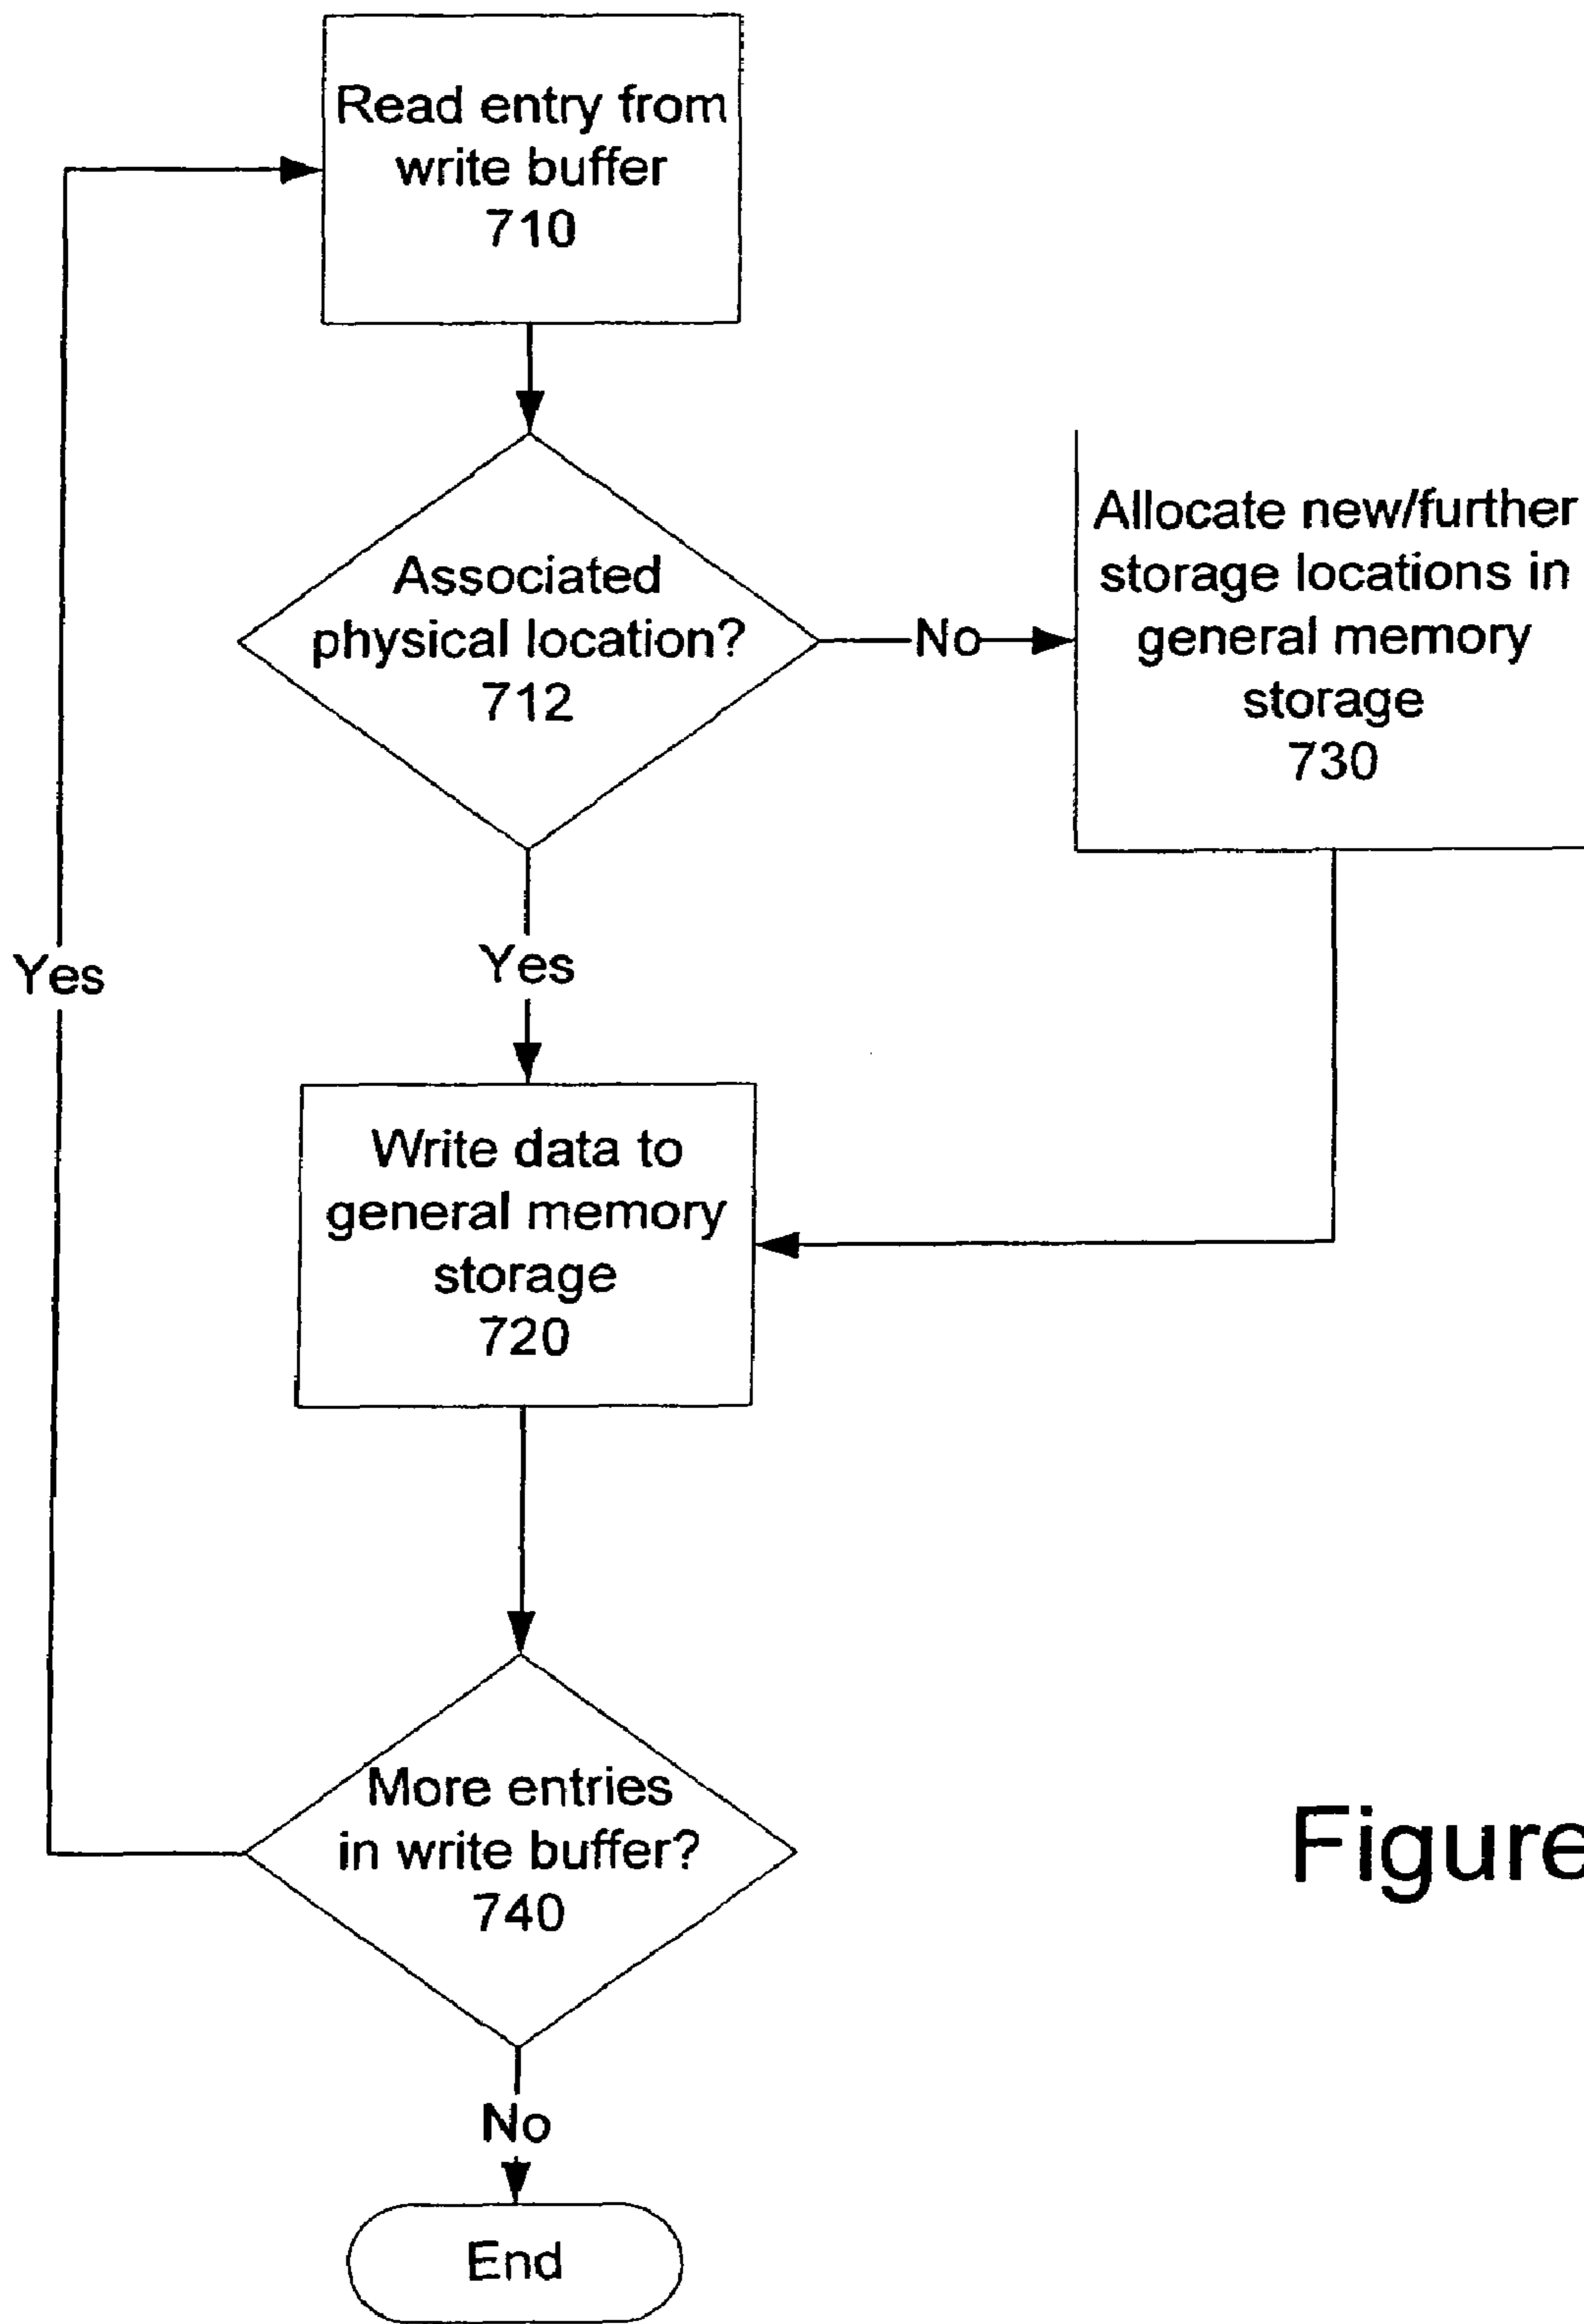 Read entry from
write buffer
710
Associated
physical location?
712
No
Allocate new/further
storage locations in
general memory
storage
730
Yes
Yes
Write data to
general memory
storage
720
More entries
in write buffer?
740
Figure
No
End